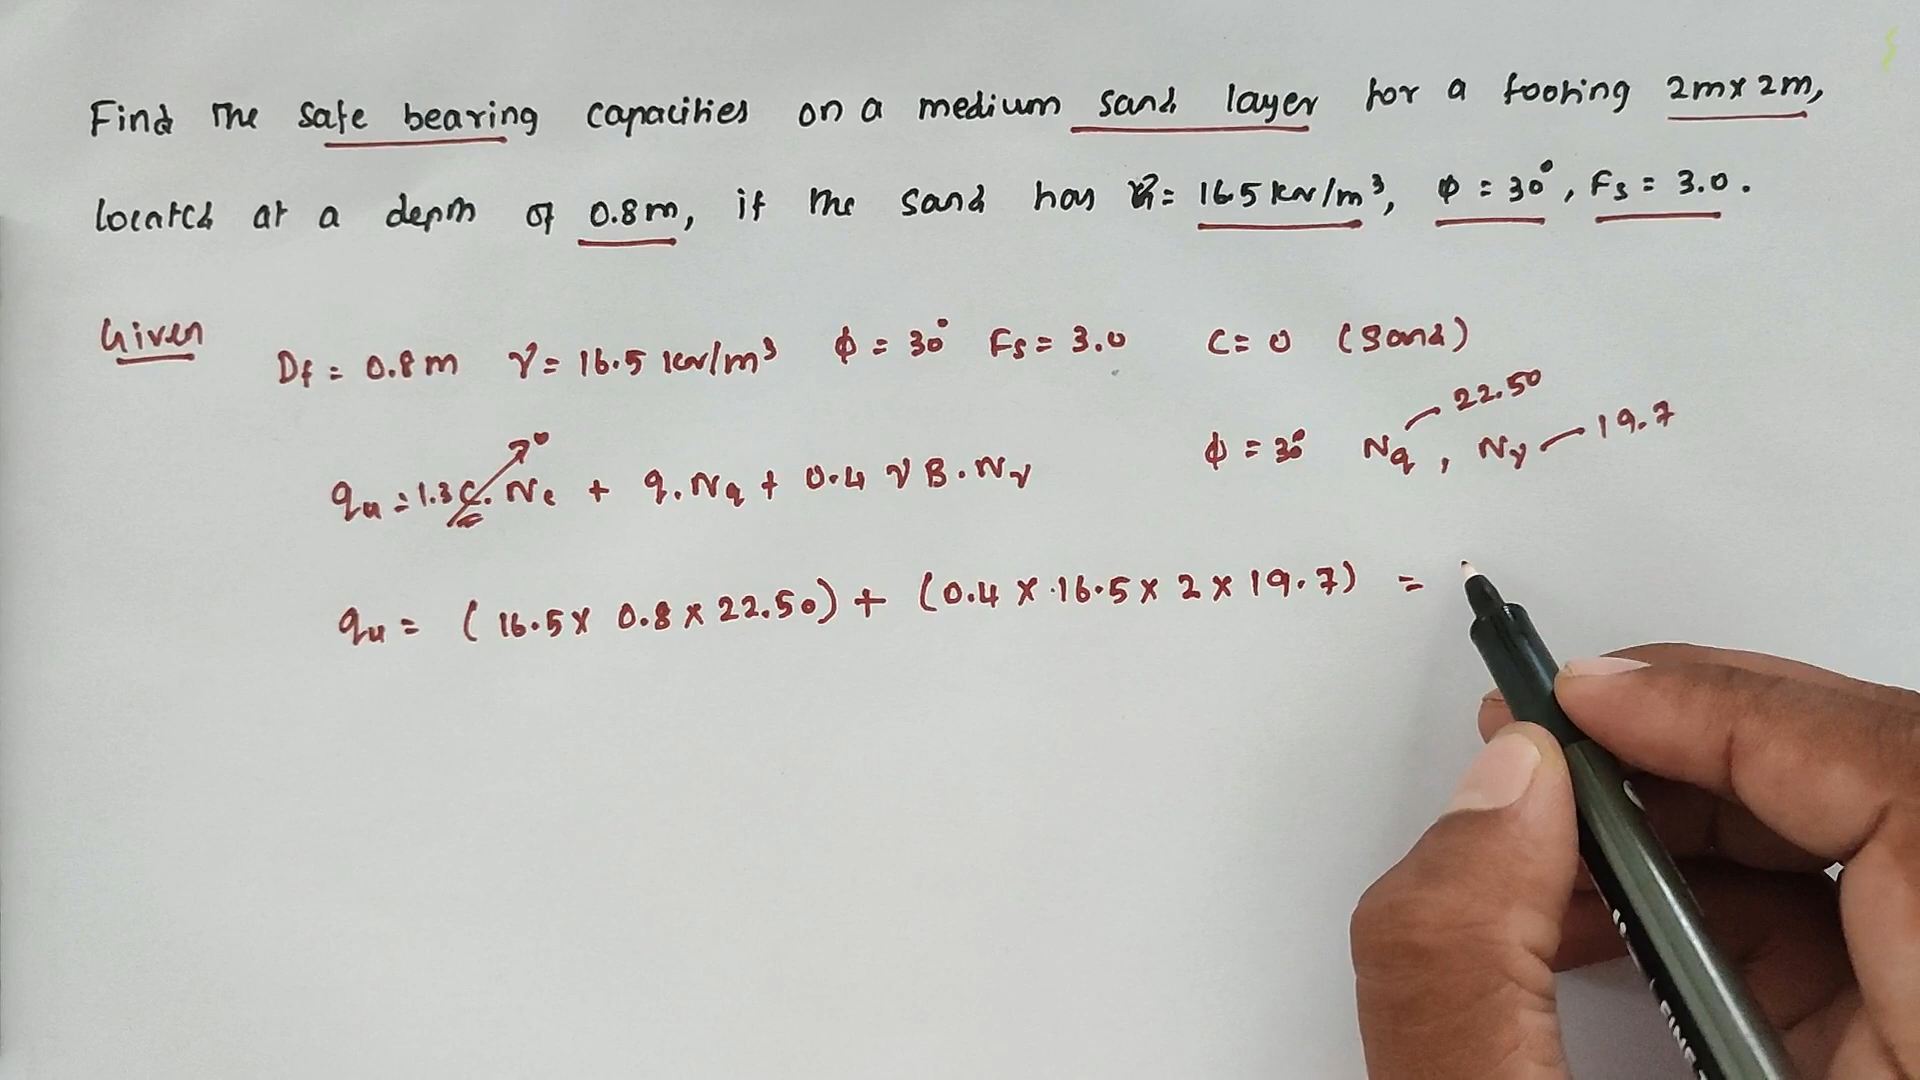 Find The safe bearing capacities on a medium sand layer for a footing 2m x 2m,
located at a depth of 0.8m, if the sand has γ = 16.5 kN/m³, φ = 30°, Fs = 3.0.
Given
Df = 0.8m γ = 16.5 kN/m³ φ = 30° Fs = 3.0 C = 0 (Sand)
qu = 1.3 C. Nc + q. Nq + 0.4 γ B. Nγ
0
φ = 30° Nq, Nγ
22.50
19.7
qu = (16.5 x 0.8 x 22.50) + (0.4 x 16.5 x 2 x 19.7) =